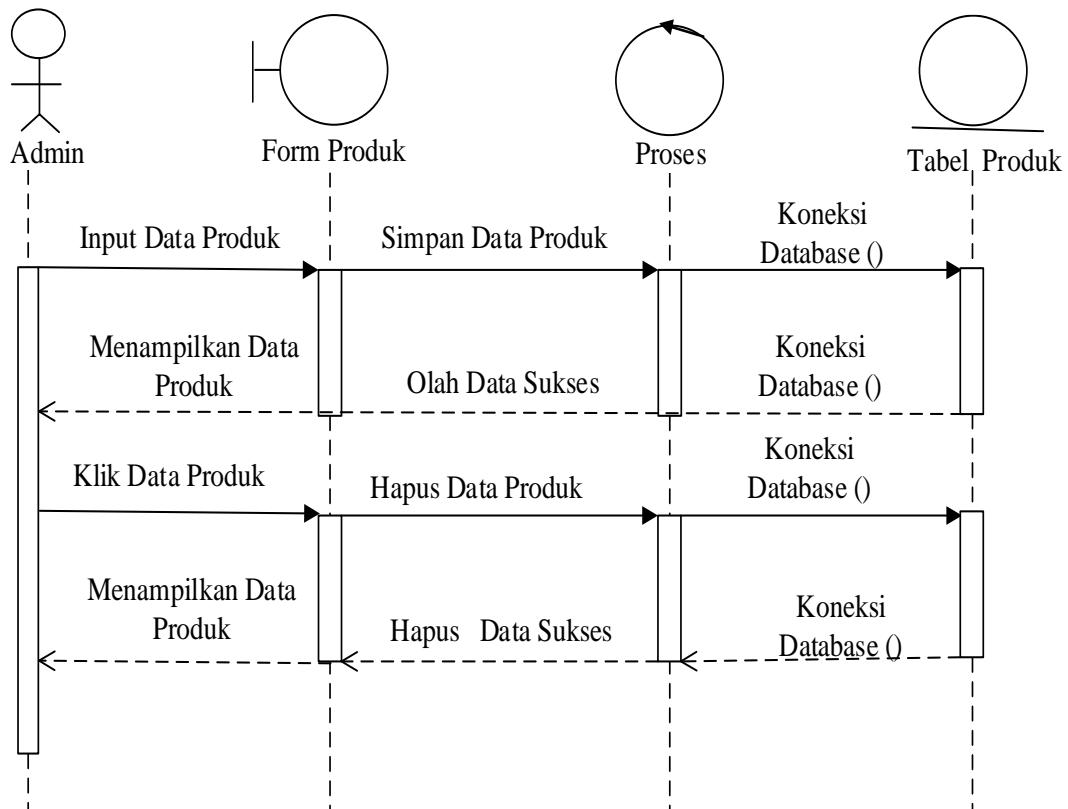 Admin
Form Produk
Proses
Tabel Produk
Input Data Produk
Simpan Data Produk
Koneksi
Database ()
Menampilkan Data
Produk
Olah Data Sukses
Koneksi
Database ()
Klik Data Produk
Hapus Data Produk
Koneksi
Database ()
Menampilkan Data
Produk
Hapus Data Sukses
Koneksi
Database ()